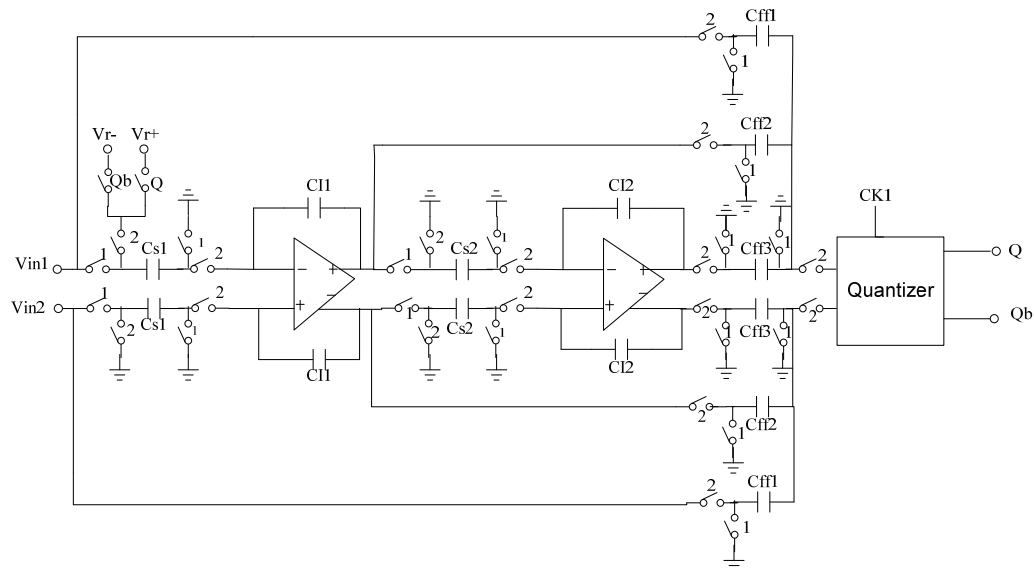 2 Cff1
1
Vr- Vr+
2 Cff2
1
Qb Q
CI1
CI2
CK1
2 Cs1 1 2
2 Cs2 1 2
1 Cff3 1
Vin1 1
1
2
2
Q
− +
− +
Quantizer
Vin2 1 2
+ −
1 2
+ −
2 2
Qb
2 Cs1 1
2 Cs2 1
1 Cff3 1
CI1
CI2
2 Cff2
1
2 Cff1
1